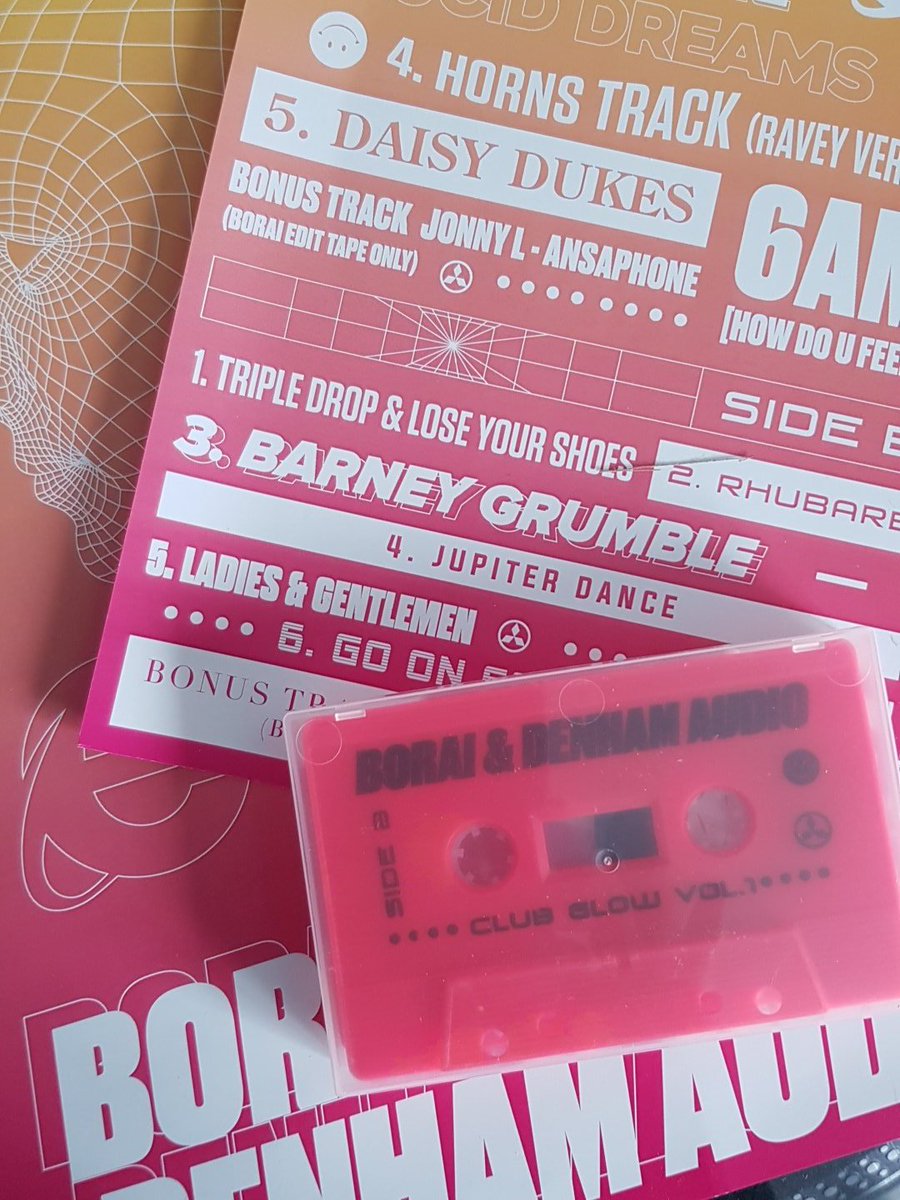 DREAMS
4. HORNS TRACK (RAVEY VER
5. DAISY DUKES
BONUS TRACK JONNY L - ANSAPHONE
(BORAI EDIT TAPE ONLY)
6AM
[HOW DO U FEE
SIDE B
1. TRIPLE DROP & LOSE YOUR SHOES
2. RHUBARB
3. BARNEY GRUMBLE
4. JUPITER DANCE
5. LADIES & GENTLEMEN
6. GO ON
BONUS TR
(B
BORAI & DENHAM AUDIO
SIDE B
CLUB GLOW VOL.1
BOR
DENHAM AUD